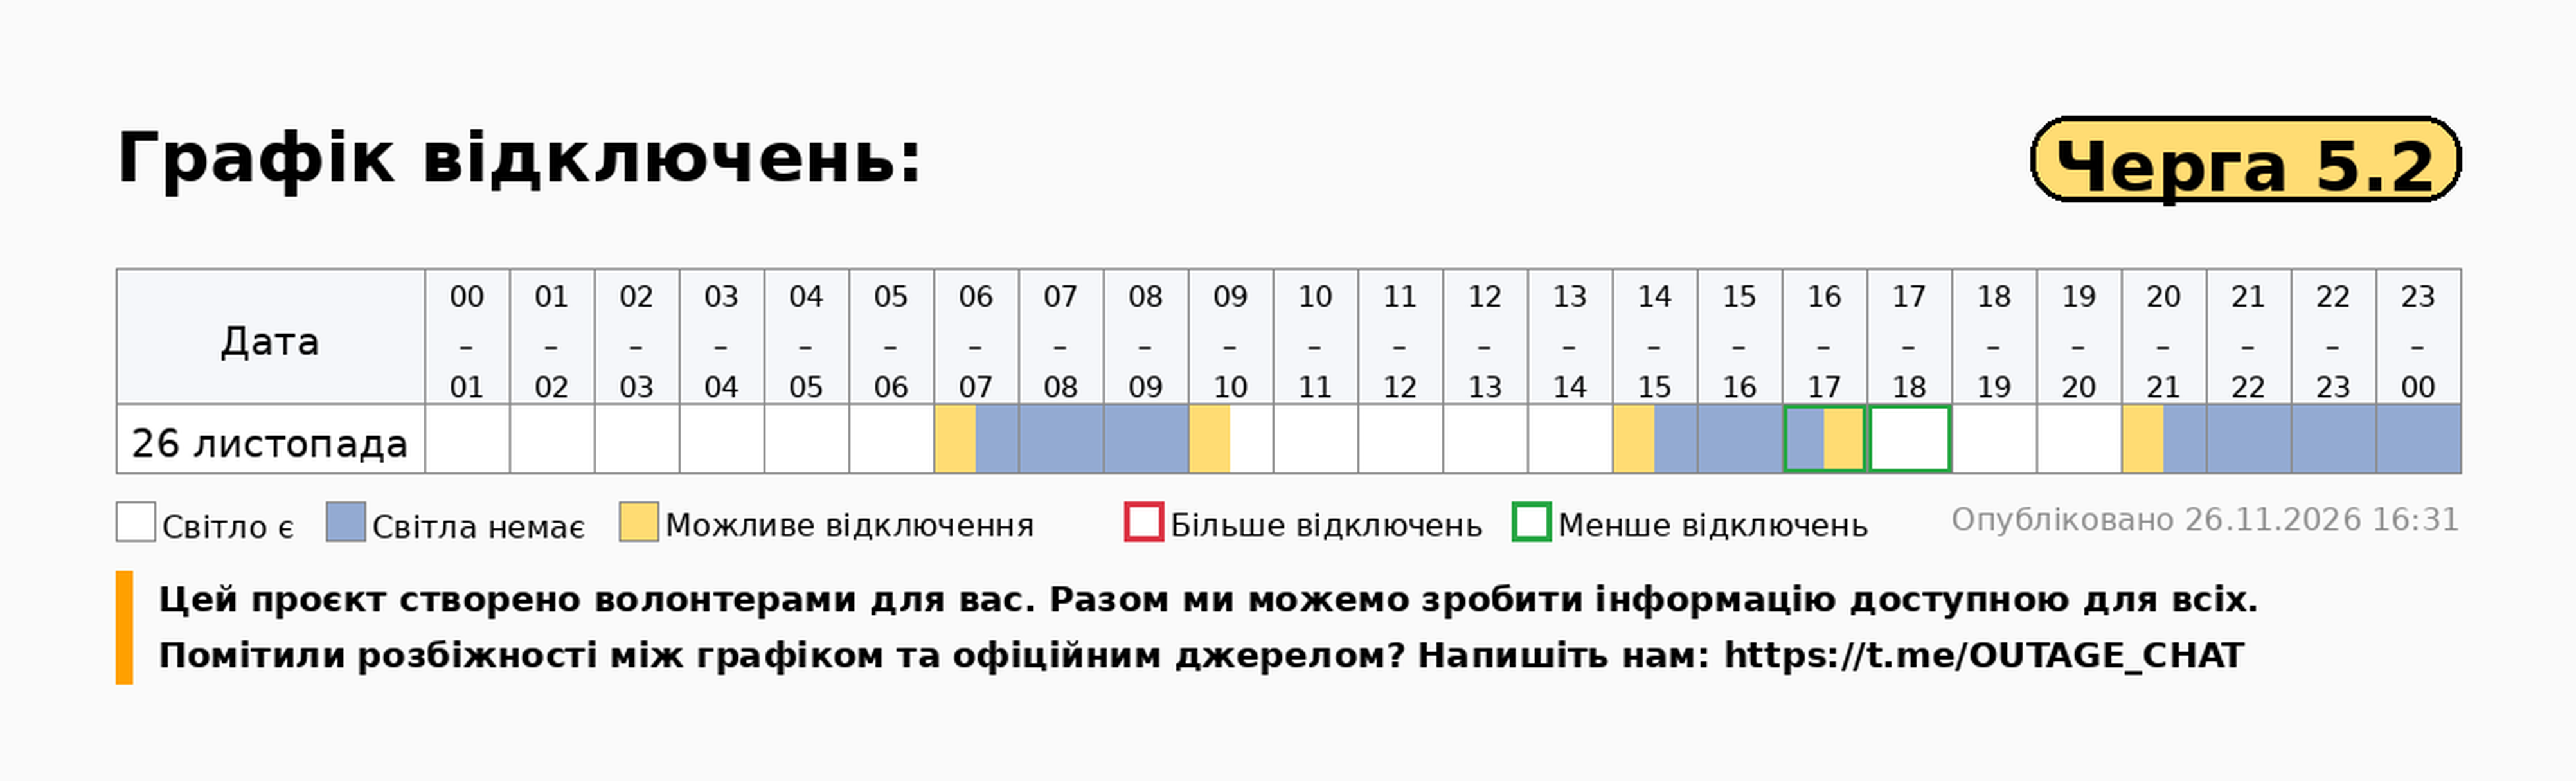 Графік відключень:
Черга 5.2
Дата 00 – 01 01 – 02 02 – 03 03 – 04 04 – 05 05 – 06 06 – 07 07 – 08 08 – 09 09 – 10 10 – 11 11 – 12 12 – 13 13 – 14 14 – 15 15 – 16 16 – 17 17 – 18 18 – 19 19 – 20 20 – 21 21 – 22 22 – 23 23 – 00
26 листопада
Світло є Світла немає Можливе відключення Більше відключень Менше відключень Опубліковано 26.11.2026 16:31
Цей проєкт створено волонтерами для вас. Разом ми можемо зробити інформацію доступною для всіх.
Помітили розбіжності між графіком та офіційним джерелом? Напишіть нам: https://t.me/OUTAGE_CHAT